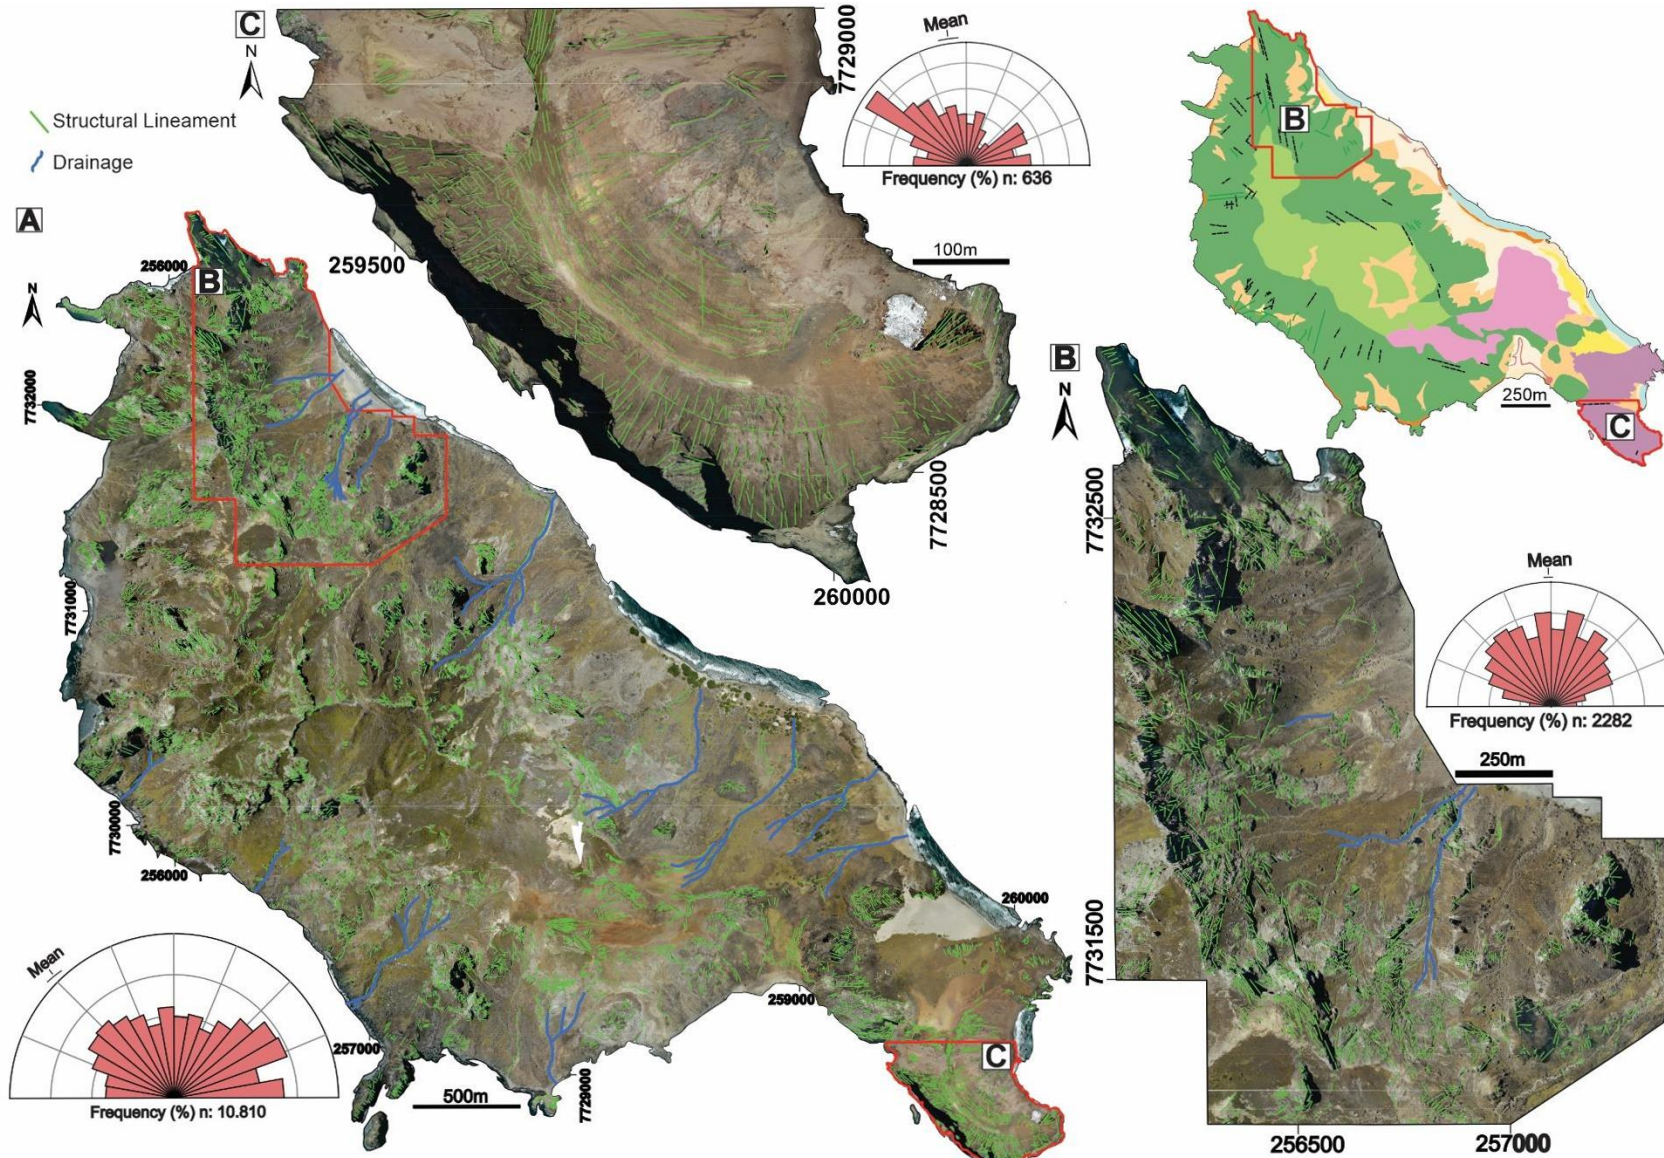 C
N
Structural Lineament
Drainage
259500
100m
7729000
7728500
260000
Mean
Frequency (%) n: 636
B
250m
C
A
N
B
256000
7732000
7731000
7730000
256000
257000
500m
7729000
259000
260000
C
Mean
Frequency (%) n: 10.810
B
N
7732500
7731500
Mean
Frequency (%) n: 2282
250m
256500
257000